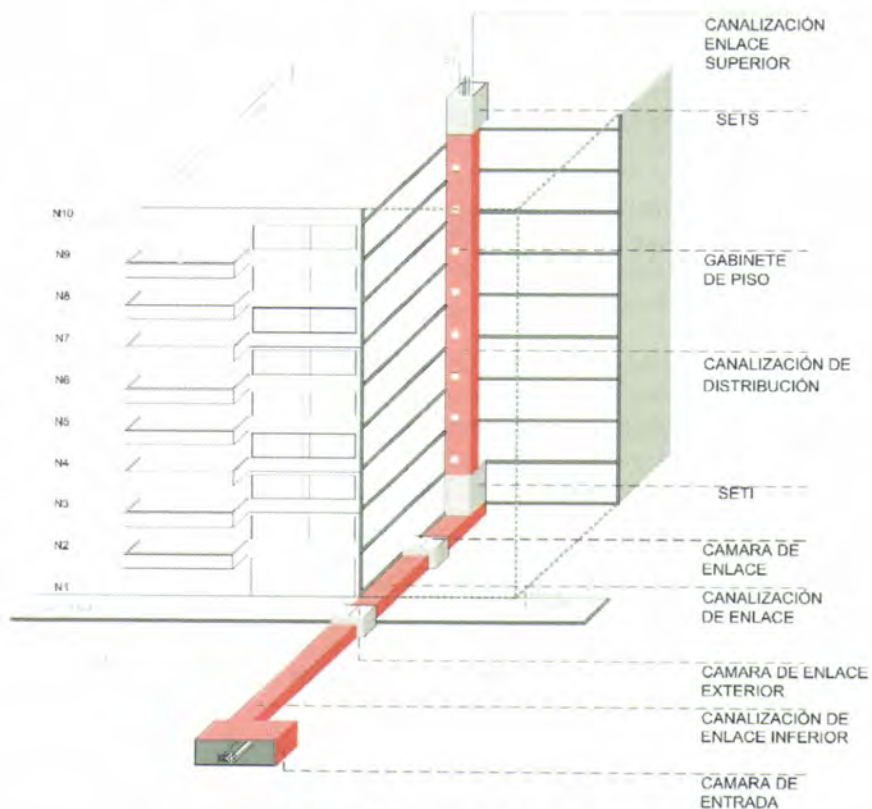 CANALIZACIÓN
ENLACE
SUPERIOR
SETS
GABINETE
DE PISO
CANALIZACIÓN DE
DISTRIBUCIÓN
SETI
CAMARA DE
ENLACE
CANALIZACIÓN
DE ENLACE
CAMARA DE ENLACE
EXTERIOR
CANALIZACIÓN DE
ENLACE INFERIOR
CAMARA DE
ENTRADA
N10
N9
N8
N7
N6
N5
N4
N3
N2
N1